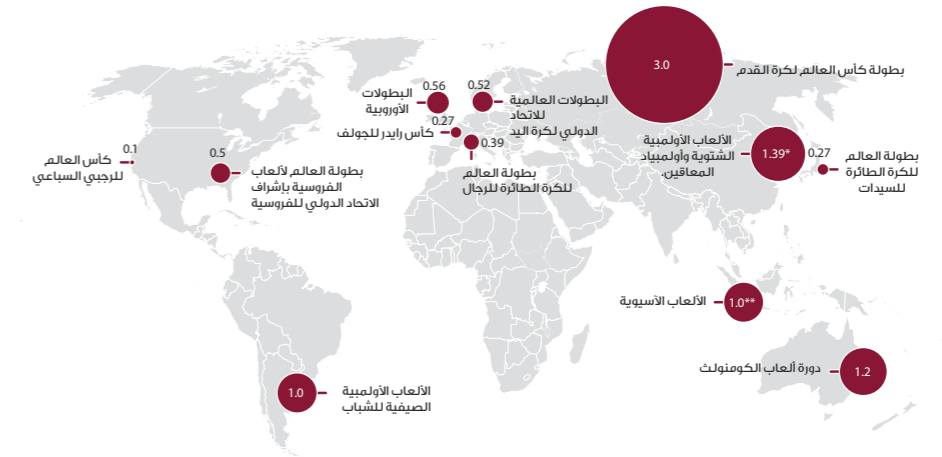 3.0
بطولة كأس العالم لكرة القدم
0.56
البطولات
الأوروبية
0.52
البطولات العالمية
للاتحاد
الدولي لكرة اليد
0.27
كأس رايدر للجولف
0.39
بطولة العالم
للكرة الطائرة للرجال
1.39*
الألعاب الأولمبية
الشتوية وأولمبياد
المعاقين.
0.27
بطولة العالم
للكرة الطائرة
للسيدات
0.1
كأس العالم
للرجبي السباعي
0.5
بطولة العالم لألعاب
الفروسية بإشراف
الاتحاد الدولي للفروسية
1.0**
الألعاب الآسيوية
1.2
دورة ألعاب الكومنولث
1.0
الألعاب الأولمبية
الصيفية للشباب